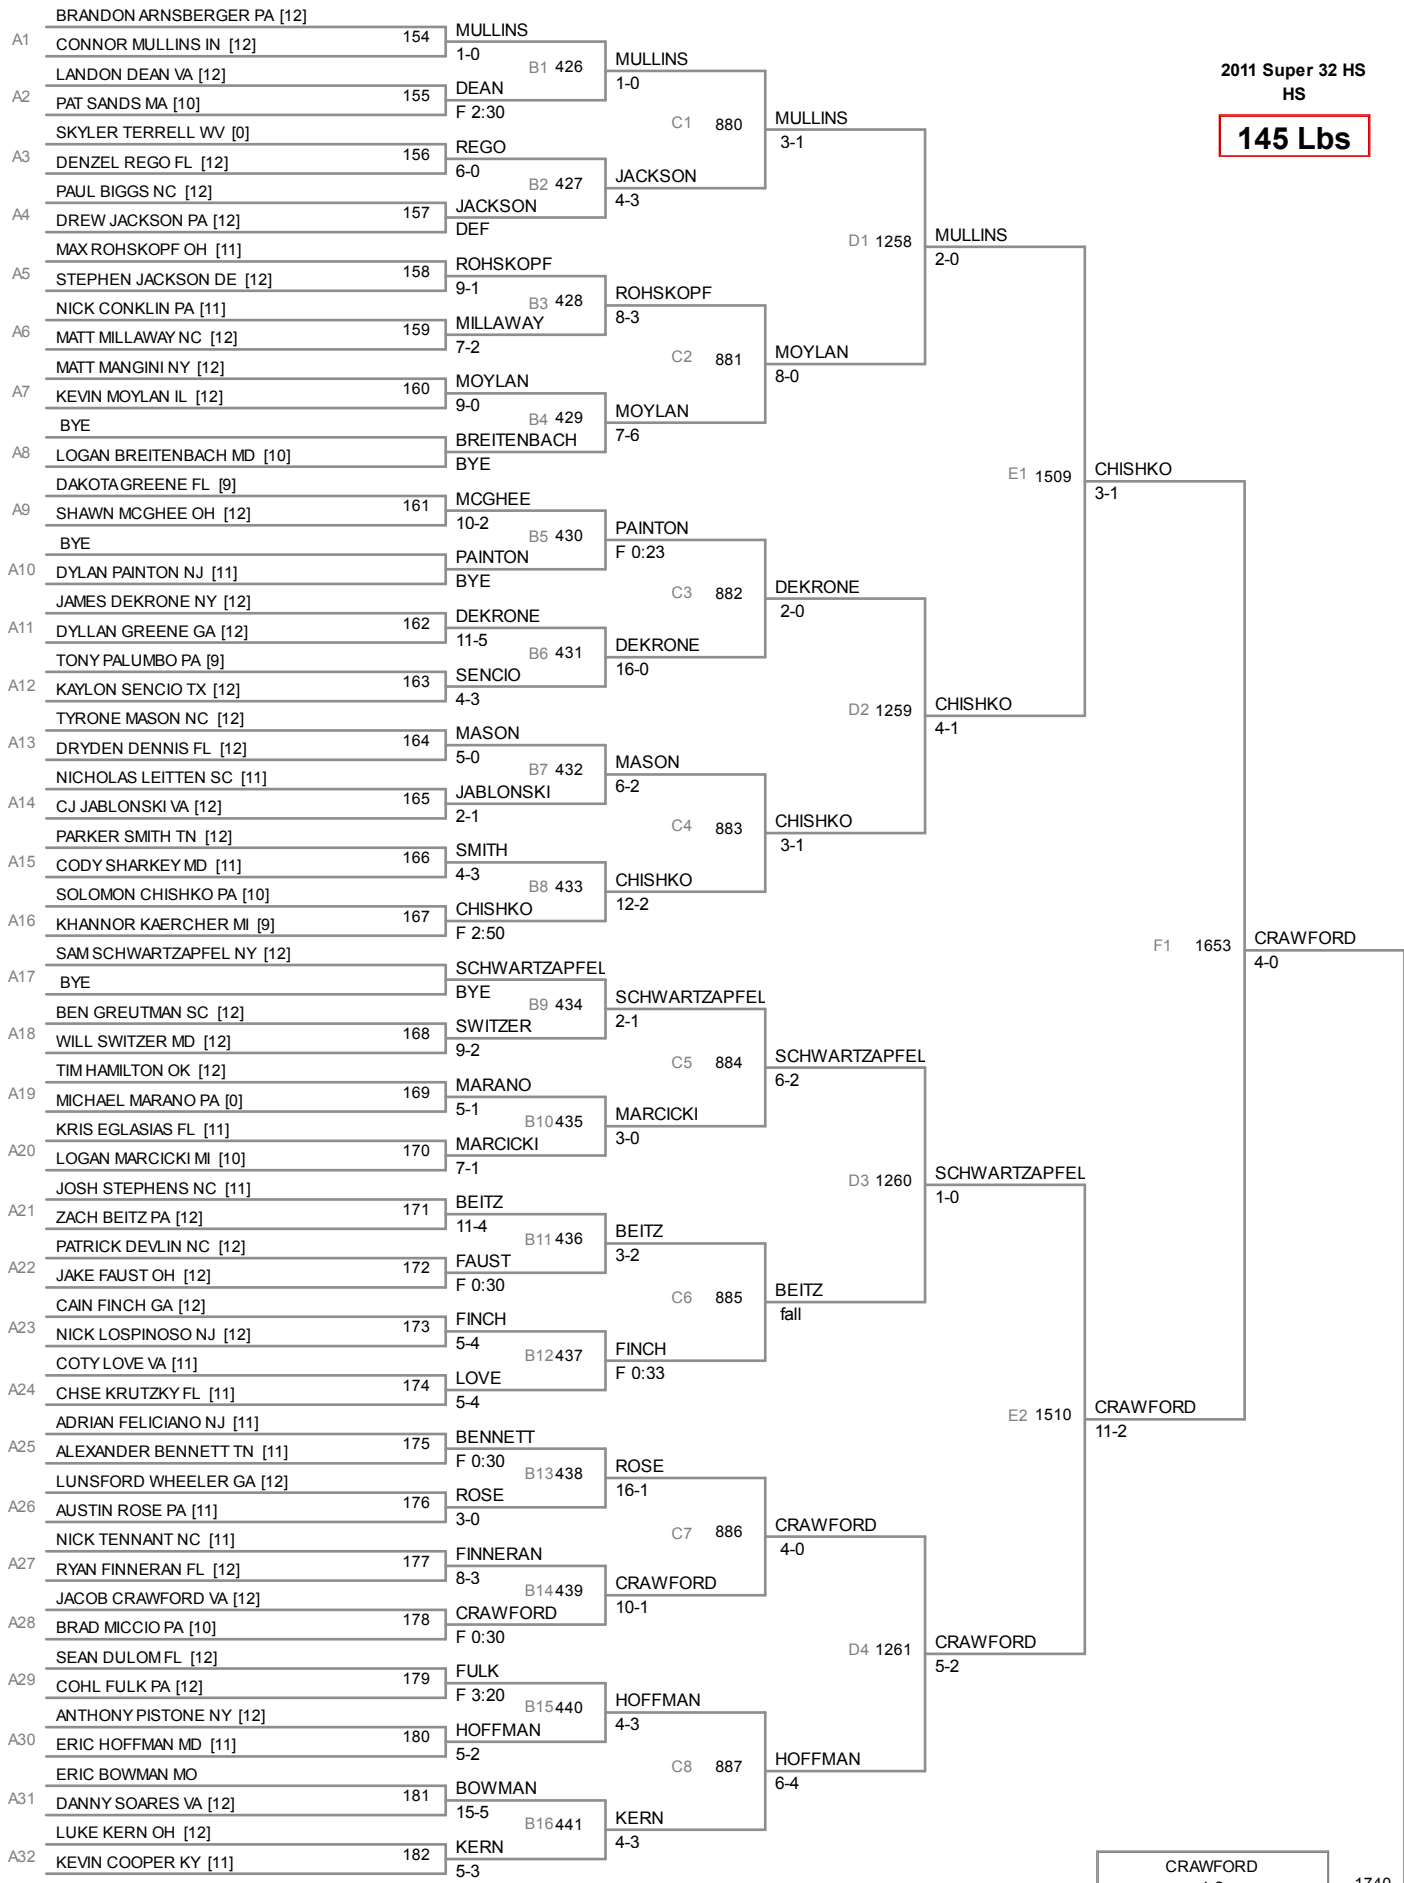 2011 Super 32 HS
HS
145 Lbs
A1
BRANDON ARNSBERGER PA [12]
CONNOR MULLINS IN [12]
154
A2
LANDON DEAN VA [12]
PAT SANDS MA [10]
155
A3
SKYLER TERRELL WV [0]
DENZEL REGO FL [12]
156
A4
PAUL BIGGS NC [12]
DREW JACKSON PA [12]
157
A5
MAX ROHSKOPF OH [11]
STEPHEN JACKSON DE [12]
158
A6
NICK CONKLIN PA [11]
MATT MILLAWAY NC [12]
159
A7
MATT MANGINI NY [12]
KEVIN MOYLAN IL [12]
160
A8
BYE
LOGAN BREITENBACH MD [10]
A9
DAKOTA GREENE FL [9]
SHAWN MCGHEE OH [12]
161
A10
BYE
DYLAN PAINTON NJ [11]
A11
JAMES DEKRONE NY [12]
DYLLAN GREENE GA [12]
162
A12
TONY PALUMBO PA [9]
KAYLON SENCIO TX [12]
163
A13
TYRONE MASON NC [12]
DRYDEN DENNIS FL [12]
164
A14
NICHOLAS LEITTEN SC [11]
CJ JABLONSKI VA [12]
165
A15
PARKER SMITH TN [12]
CODY SHARKEY MD [11]
166
A16
SOLOMON CHISHKO PA [10]
KHANNOR KAERCHER MI [9]
167
A17
SAM SCHWARTZAPFEL NY [12]
BYE
A18
BEN GREUTMAN SC [12]
WILL SWITZER MD [12]
168
A19
TIM HAMILTON OK [12]
MICHAEL MARANO PA [0]
169
A20
KRIS EGLASIAS FL [11]
LOGAN MARCICKI MI [10]
170
A21
JOSH STEPHENS NC [11]
ZACH BEITZ PA [12]
171
A22
PATRICK DEVLIN NC [12]
JAKE FAUST OH [12]
172
A23
CAIN FINCH GA [12]
NICK LOSPINOSO NJ [12]
173
A24
COTY LOVE VA [11]
CHSE KRUTZKY FL [11]
174
A25
ADRIAN FELICIANO NJ [11]
ALEXANDER BENNETT TN [11]
175
A26
LUNSFORD WHEELER GA [12]
AUSTIN ROSE PA [11]
176
A27
NICK TENNANT NC [11]
RYAN FINNERAN FL [12]
177
A28
JACOB CRAWFORD VA [12]
BRAD MICCIO PA [10]
178
A29
SEAN DULOM FL [12]
COHL FULK PA [12]
179
A30
ANTHONY PISTONE NY [12]
ERIC HOFFMAN MD [11]
180
A31
ERIC BOWMAN MO
DANNY SOARES VA [12]
181
A32
LUKE KERN OH [12]
KEVIN COOPER KY [11]
182
MULLINS
1-0
B1 426
DEAN
F 2:30
REGO
6-0
B2 427
JACKSON
DEF
ROHSKOPF
9-1
B3 428
MILLAWAY
7-2
MOYLAN
9-0
B4 429
BREITENBACH
BYE
MCGHEE
10-2
B5 430
PAINTON
BYE
DEKRONE
11-5
B6 431
SENCIO
4-3
MASON
5-0
B7 432
JABLONSKI
2-1
SMITH
4-3
B8 433
CHISHKO
F 2:50
SCHWARTZAPFEL
BYE
B9 434
SWITZER
9-2
MARANO
5-1
B10 435
MARCICKI
7-1
BEITZ
11-4
B11 436
FAUST
F 0:30
FINCH
5-4
B12 437
LOVE
5-4
BENNETT
F 0:30
B13 438
ROSE
3-0
FINNERAN
8-3
B14 439
CRAWFORD
F 0:30
FULK
F 3:20
B15 440
HOFFMAN
5-2
BOWMAN
15-5
B16 441
KERN
5-3
MULLINS
1-0
C1 880
JACKSON
4-3
ROHSKOPF
8-3
C2 881
MOYLAN
7-6
PAINTON
F 0:23
C3 882
DEKRONE
16-0
MASON
6-2
C4 883
CHISHKO
12-2
SCHWARTZAPFEL
2-1
C5 884
MARCICKI
3-0
BEITZ
3-2
C6 885
FINCH
F 0:33
ROSE
16-1
C7 886
CRAWFORD
10-1
HOFFMAN
4-3
C8 887
KERN
4-3
MULLINS
3-1
D1 1258
MOYLAN
8-0
DEKRONE
2-0
D2 1259
CHISHKO
3-1
SCHWARTZAPFEL
6-2
D3 1260
BEITZ
fall
CRAWFORD
4-0
D4 1261
HOFFMAN
6-4
MULLINS
2-0
E1 1509
CHISHKO
4-1
SCHWARTZAPFEL
1-0
E2 1510
CRAWFORD
5-2
CHISHKO
3-1
F1 1653
CRAWFORD
11-2
CRAWFORD
4-0
CRAWFORD